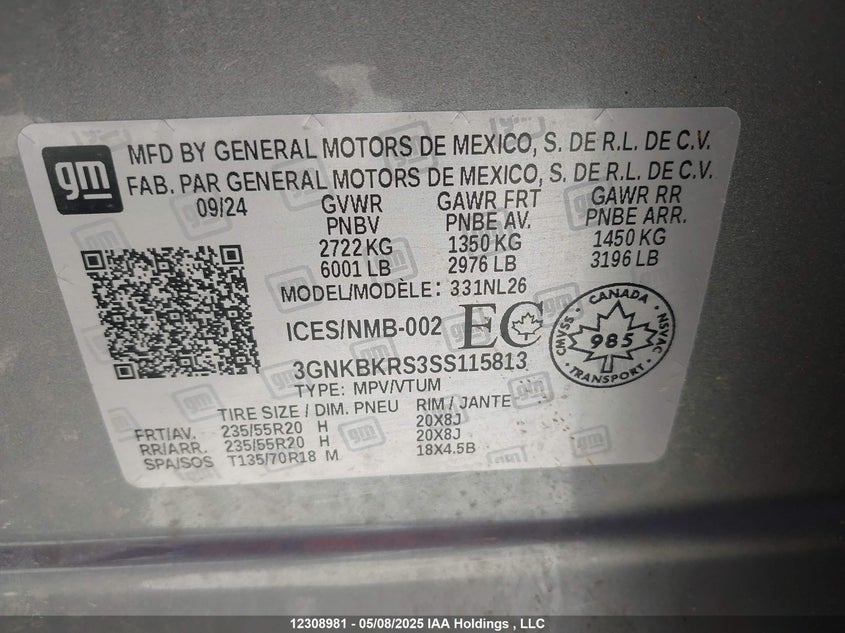 gm
MFD BY GENERAL MOTORS DE MEXICO, S. DE R.L. DE C.V.
FAB. PAR GENERAL MOTORS DE MEXICO, S. DE R.L. DE C.V.
09/24 GVWR GAWR FRT GAWR RR
PNBV PNBE AV. PNBE ARR.
2722 KG 1350 KG 1450 KG
6001 LB 2976 LB 3196 LB
MODEL/MODÈLE: 331NL26
ICES/NMB-002 EC
CANADA
CMVSS 985 NSVAC
TRANSPORT
3GNKBKRS3SS115813
TYPE: MPV/VTUM
TIRE SIZE / DIM. PNEU RIM / JANTE
FRT/AV. 235/55R20 H 20X8J
RR/ARR. 235/55R20 H 20X8J
SPA/SOS T135/70R18 M 18X4.5B
12308981 - 05/08/2025 IAA Holdings , LLC